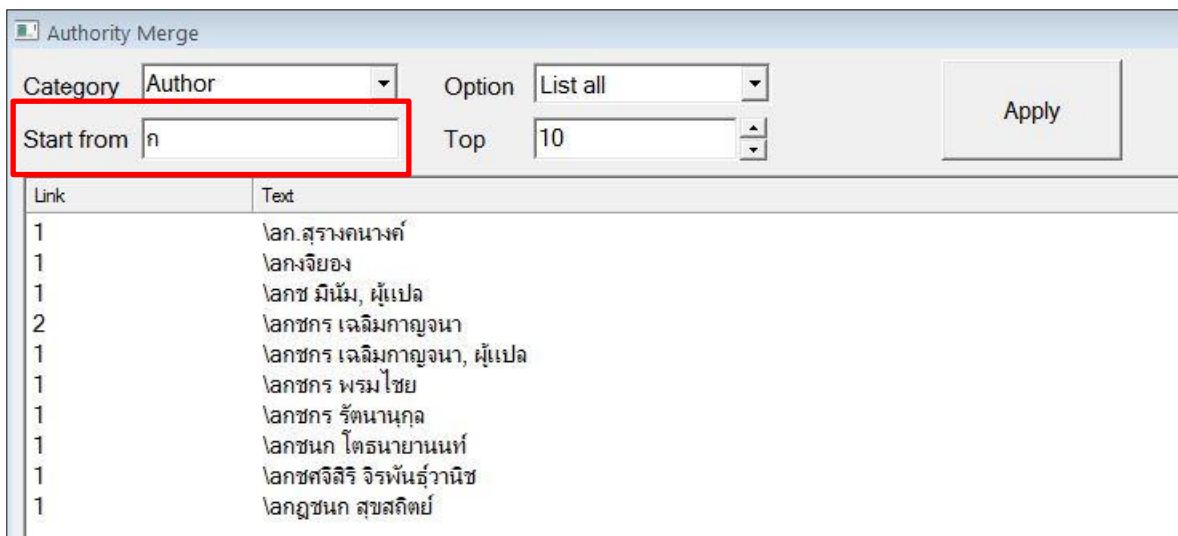 Authority Merge
Category Author Option List all
Start from ก Top 10
Apply
Link Text
1 \aก.สุรางคนางค์
1 \aกงจิยอง
1 \aกช มินัม, ผู้แปล
2 \aกชกร เฉลิมกาญจนา
1 \aกชกร เฉลิมกาญจนา, ผู้แปล
1 \aกชกร พรมไชย
1 \aกชกร รัตนานุกูล
1 \aกชนก โตธนายานนท์
1 \aกชศจิสิริ จิรพันธุ์วานิช
1 \aกฎชนก สุขสถิตย์